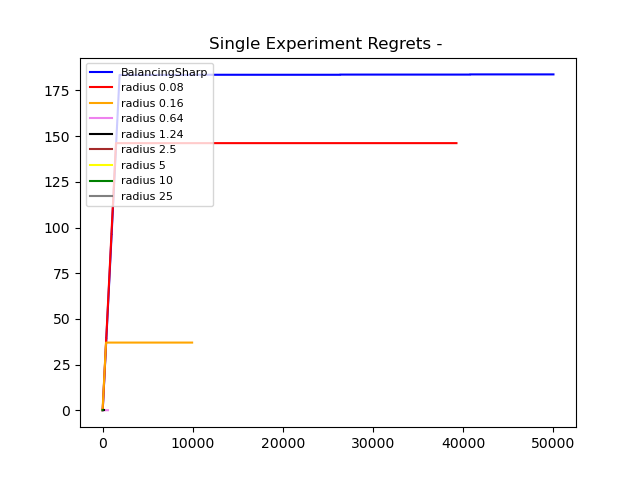 Single Experiment Regrets -
BalancingSharp
radius 0.08
radius 0.16
radius 0.64
radius 1.24
radius 2.5
radius 5
radius 10
radius 25
175
150
125
100
75
50
25
0
0 10000 20000 30000 40000 50000